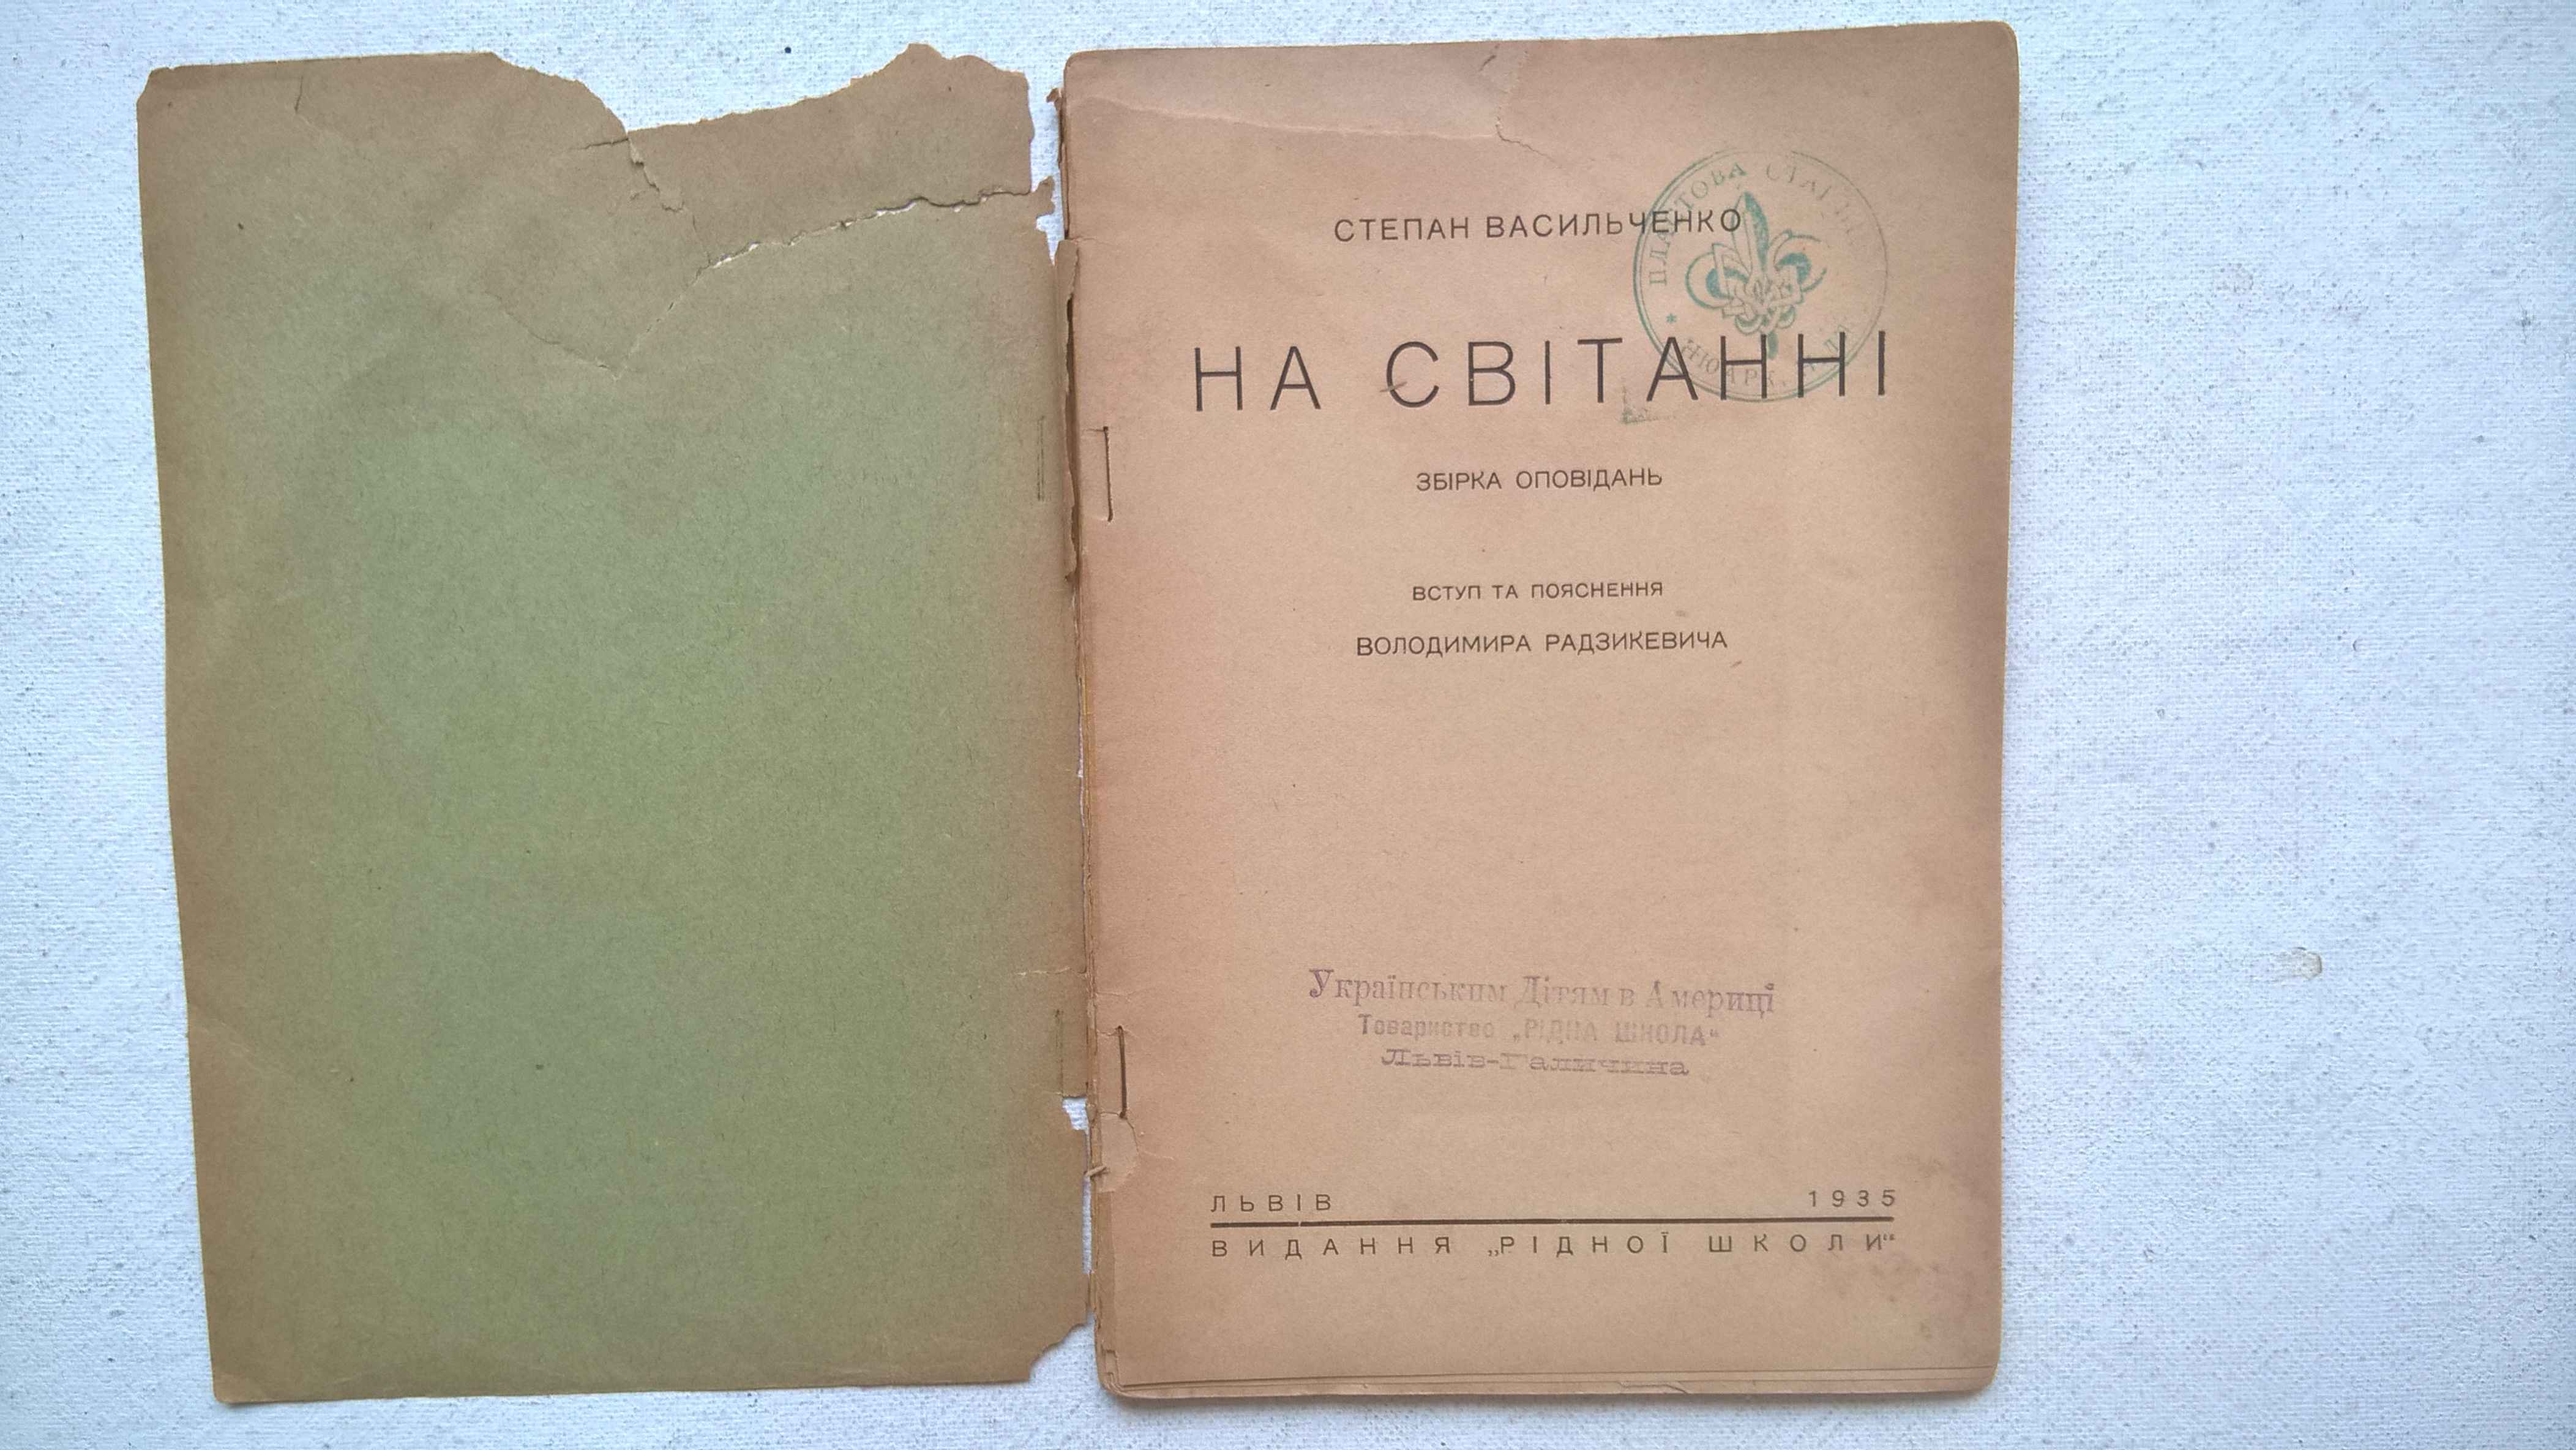 СТЕПАН ВАСИЛЬЧЕНКО
НА СВІТАННІ
ЗБІРКА ОПОВІДАНЬ
ВСТУП ТА ПОЯСНЕННЯ
ВОЛОДИМИРА РАДЗИКЕВИЧА
Українським Дітям в Америці
Товариство „РІДНА ШКОЛА“
Львів-Галичина
ЛЬВІВ 1935
ВИДАННЯ „РІДНОЇ ШКОЛИ“
ПЛАСТОВА